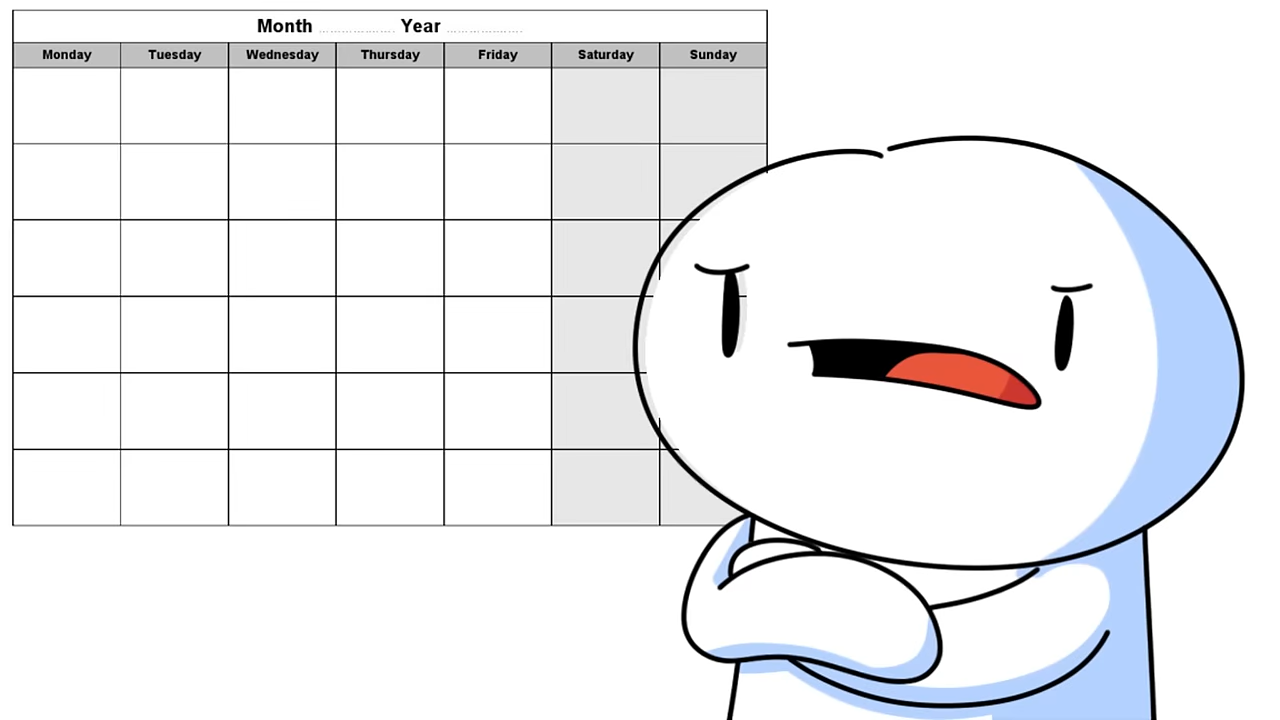 Month ................... Year ...................
Monday Tuesday Wednesday Thursday Friday Saturday Sunday